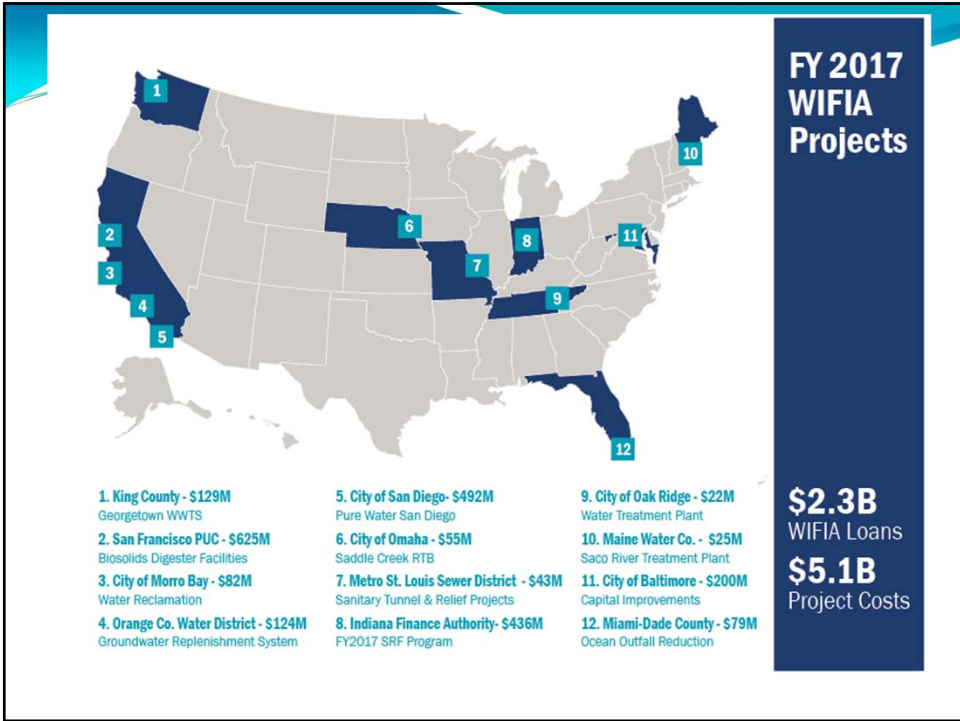 FY 2017
WIFIA
Projects
1
2
3
4
5
6
7
8
9
10
11
12
1. King County - $129M
Georgetown WWTS
2. San Francisco PUC - $625M
Biosolids Digester Facilities
3. City of Morro Bay - $82M
Water Reclamation
4. Orange Co. Water District - $124M
Groundwater Replenishment System
5. City of San Diego- $492M
Pure Water San Diego
6. City of Omaha - $55M
Saddle Creek RTB
7. Metro St. Louis Sewer District - $43M
Sanitary Tunnel & Relief Projects
8. Indiana Finance Authority- $436M
FY2017 SRF Program
9. City of Oak Ridge - $22M
Water Treatment Plant
10. Maine Water Co. - $25M
Saco River Treatment Plant
11. City of Baltimore - $200M
Capital Improvements
12. Miami-Dade County - $79M
Ocean Outfall Reduction
$2.3B
WIFIA Loans
$5.1B
Project Costs